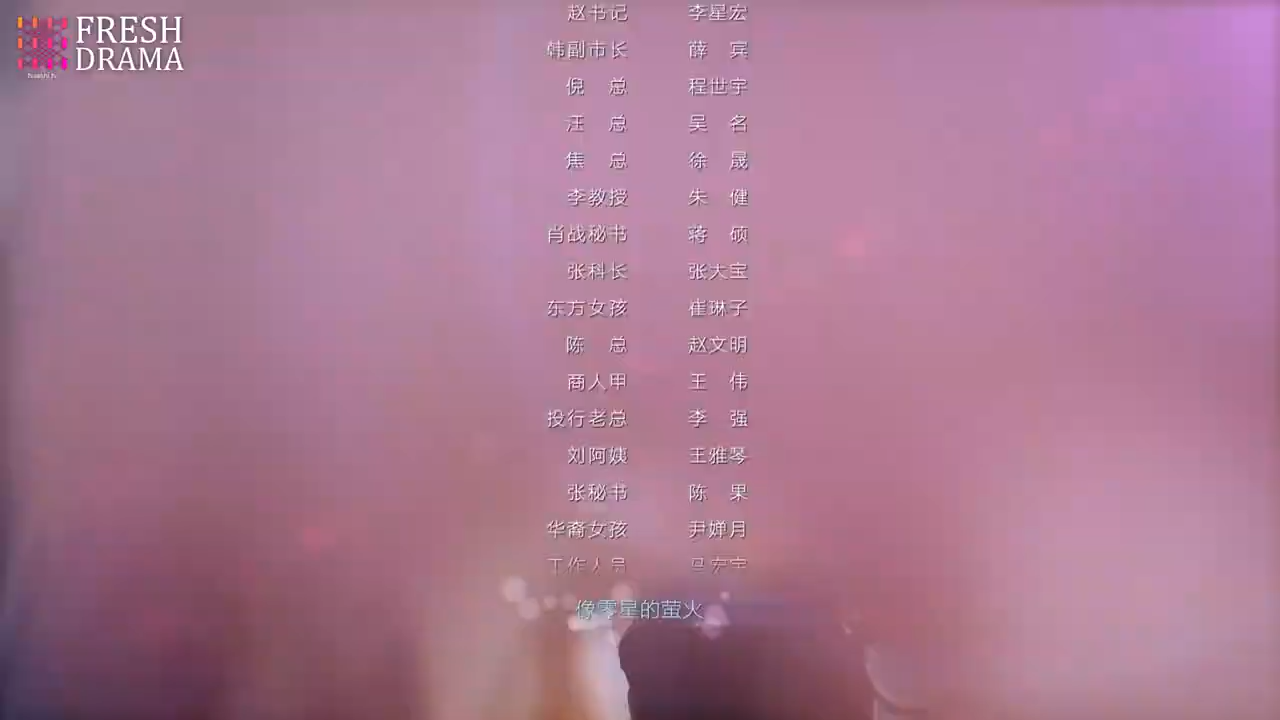 FRESH
DRAMA
赵书记 李星宏
韩副市长 薛 宾
倪 总 程世宇
汪 总 吴 名
焦 总 徐 晟
李教授 朱 健
肖战秘书 蒋 硕
张科长 张大宝
东方女孩 崔琳子
陈 总 赵文明
商人甲 王 伟
投行老总 李 强
刘阿姨 王雅琴
张秘书 陈 果
华裔女孩 尹婵月
工作人员
像零星的萤火